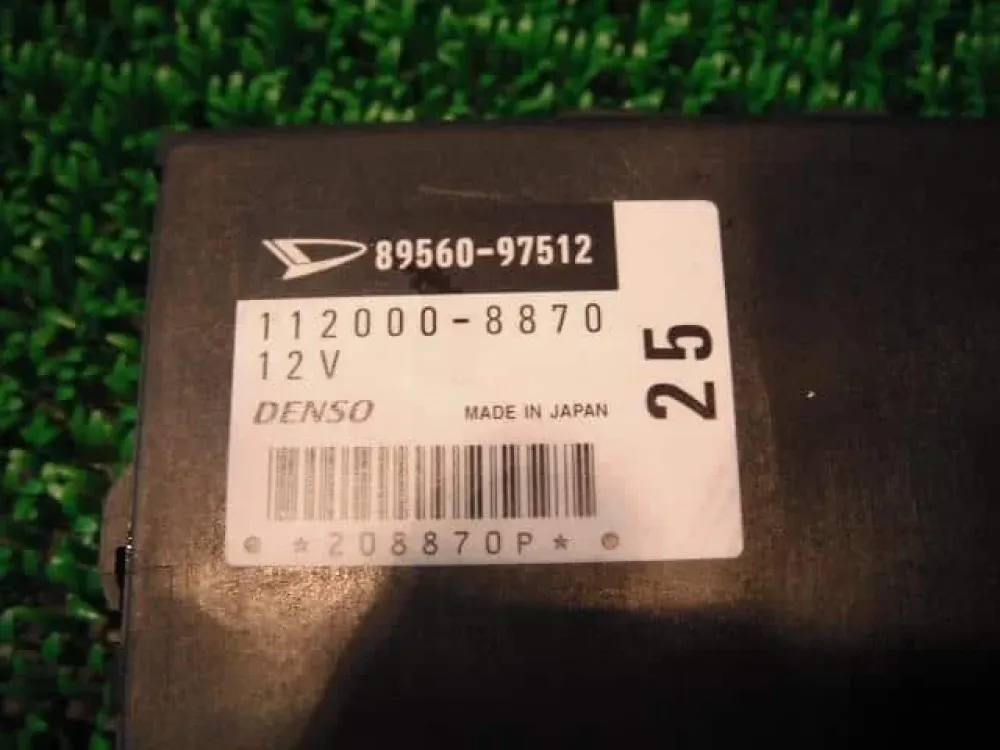 89560-97512
112000-8870
12V
DENSO MADE IN JAPAN
25
*208870P*